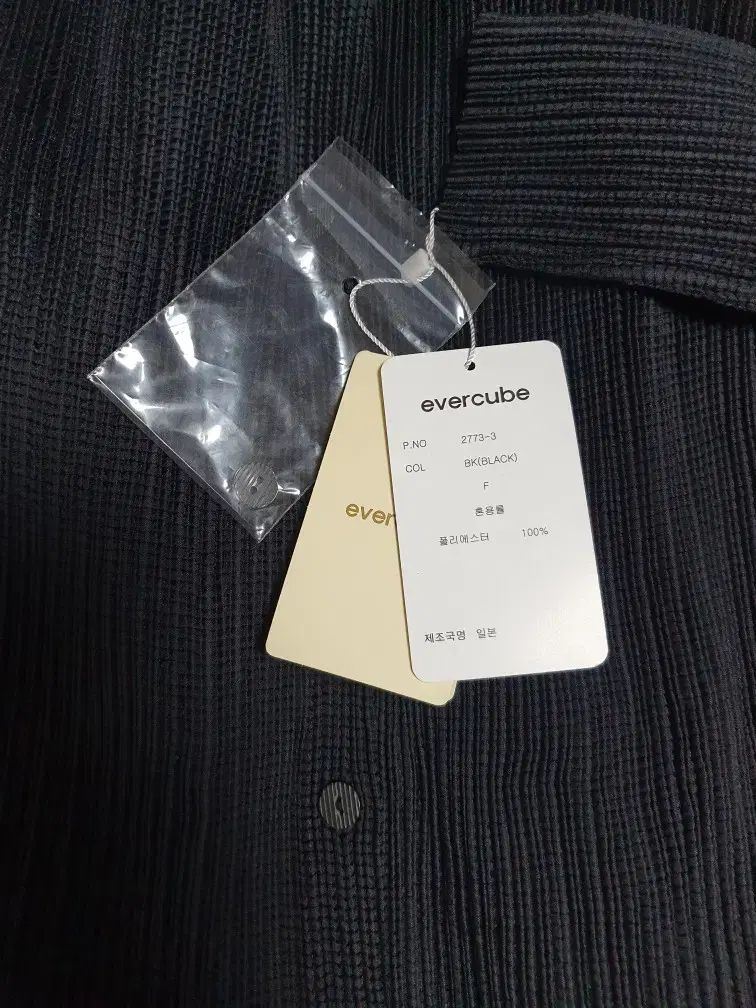 evercube
P.NO 2773-3
COL BK(BLACK)
F
혼용률
폴리에스터 100%
제조국명 일본
ever